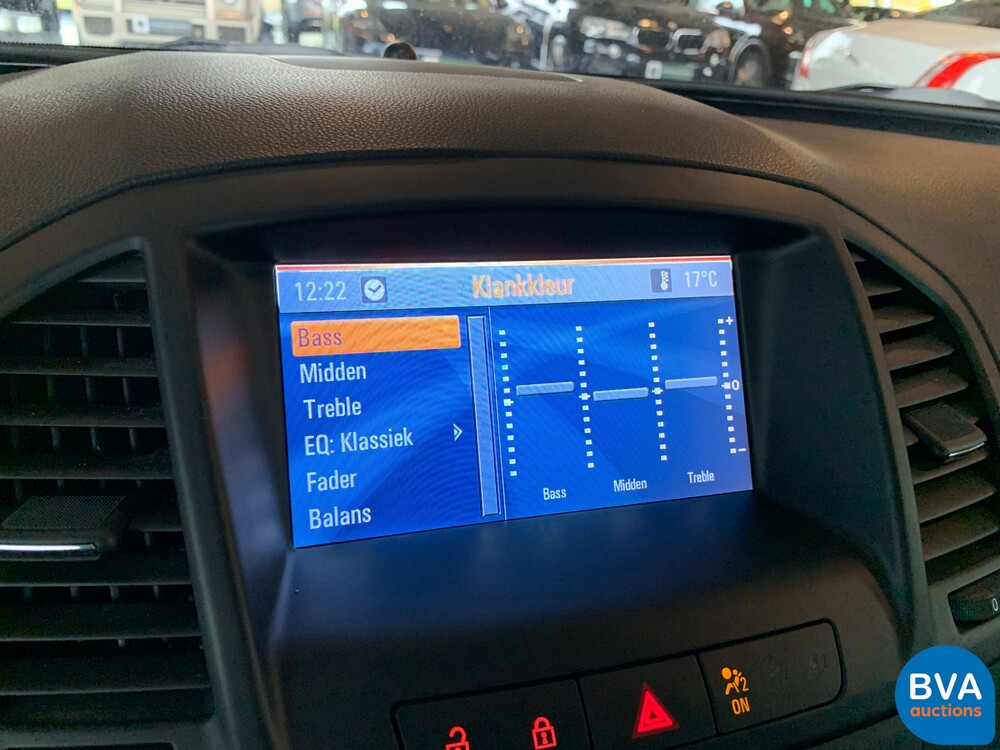 12:22 Klankkleur 17°C
Bass
Midden
Treble
EQ: Klassiek
Fader
Balans
+
0
-
Bass Midden Treble
2
ON
0
BVA
auctions